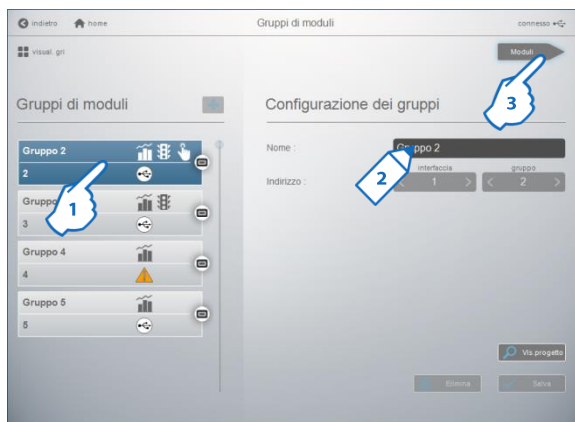 indietro home Gruppi di moduli connesso
visual. gri Moduli
3
Gruppi di moduli Configurazione dei gruppi
Gruppo 2
2
Nome : Gruppo 2
interfaccia gruppo
Indirizzo : < 1 > < 2 >
2
Gruppo
3
1
Gruppo 4
4
Gruppo 5
5
Vis.progetto
Elimina Salva